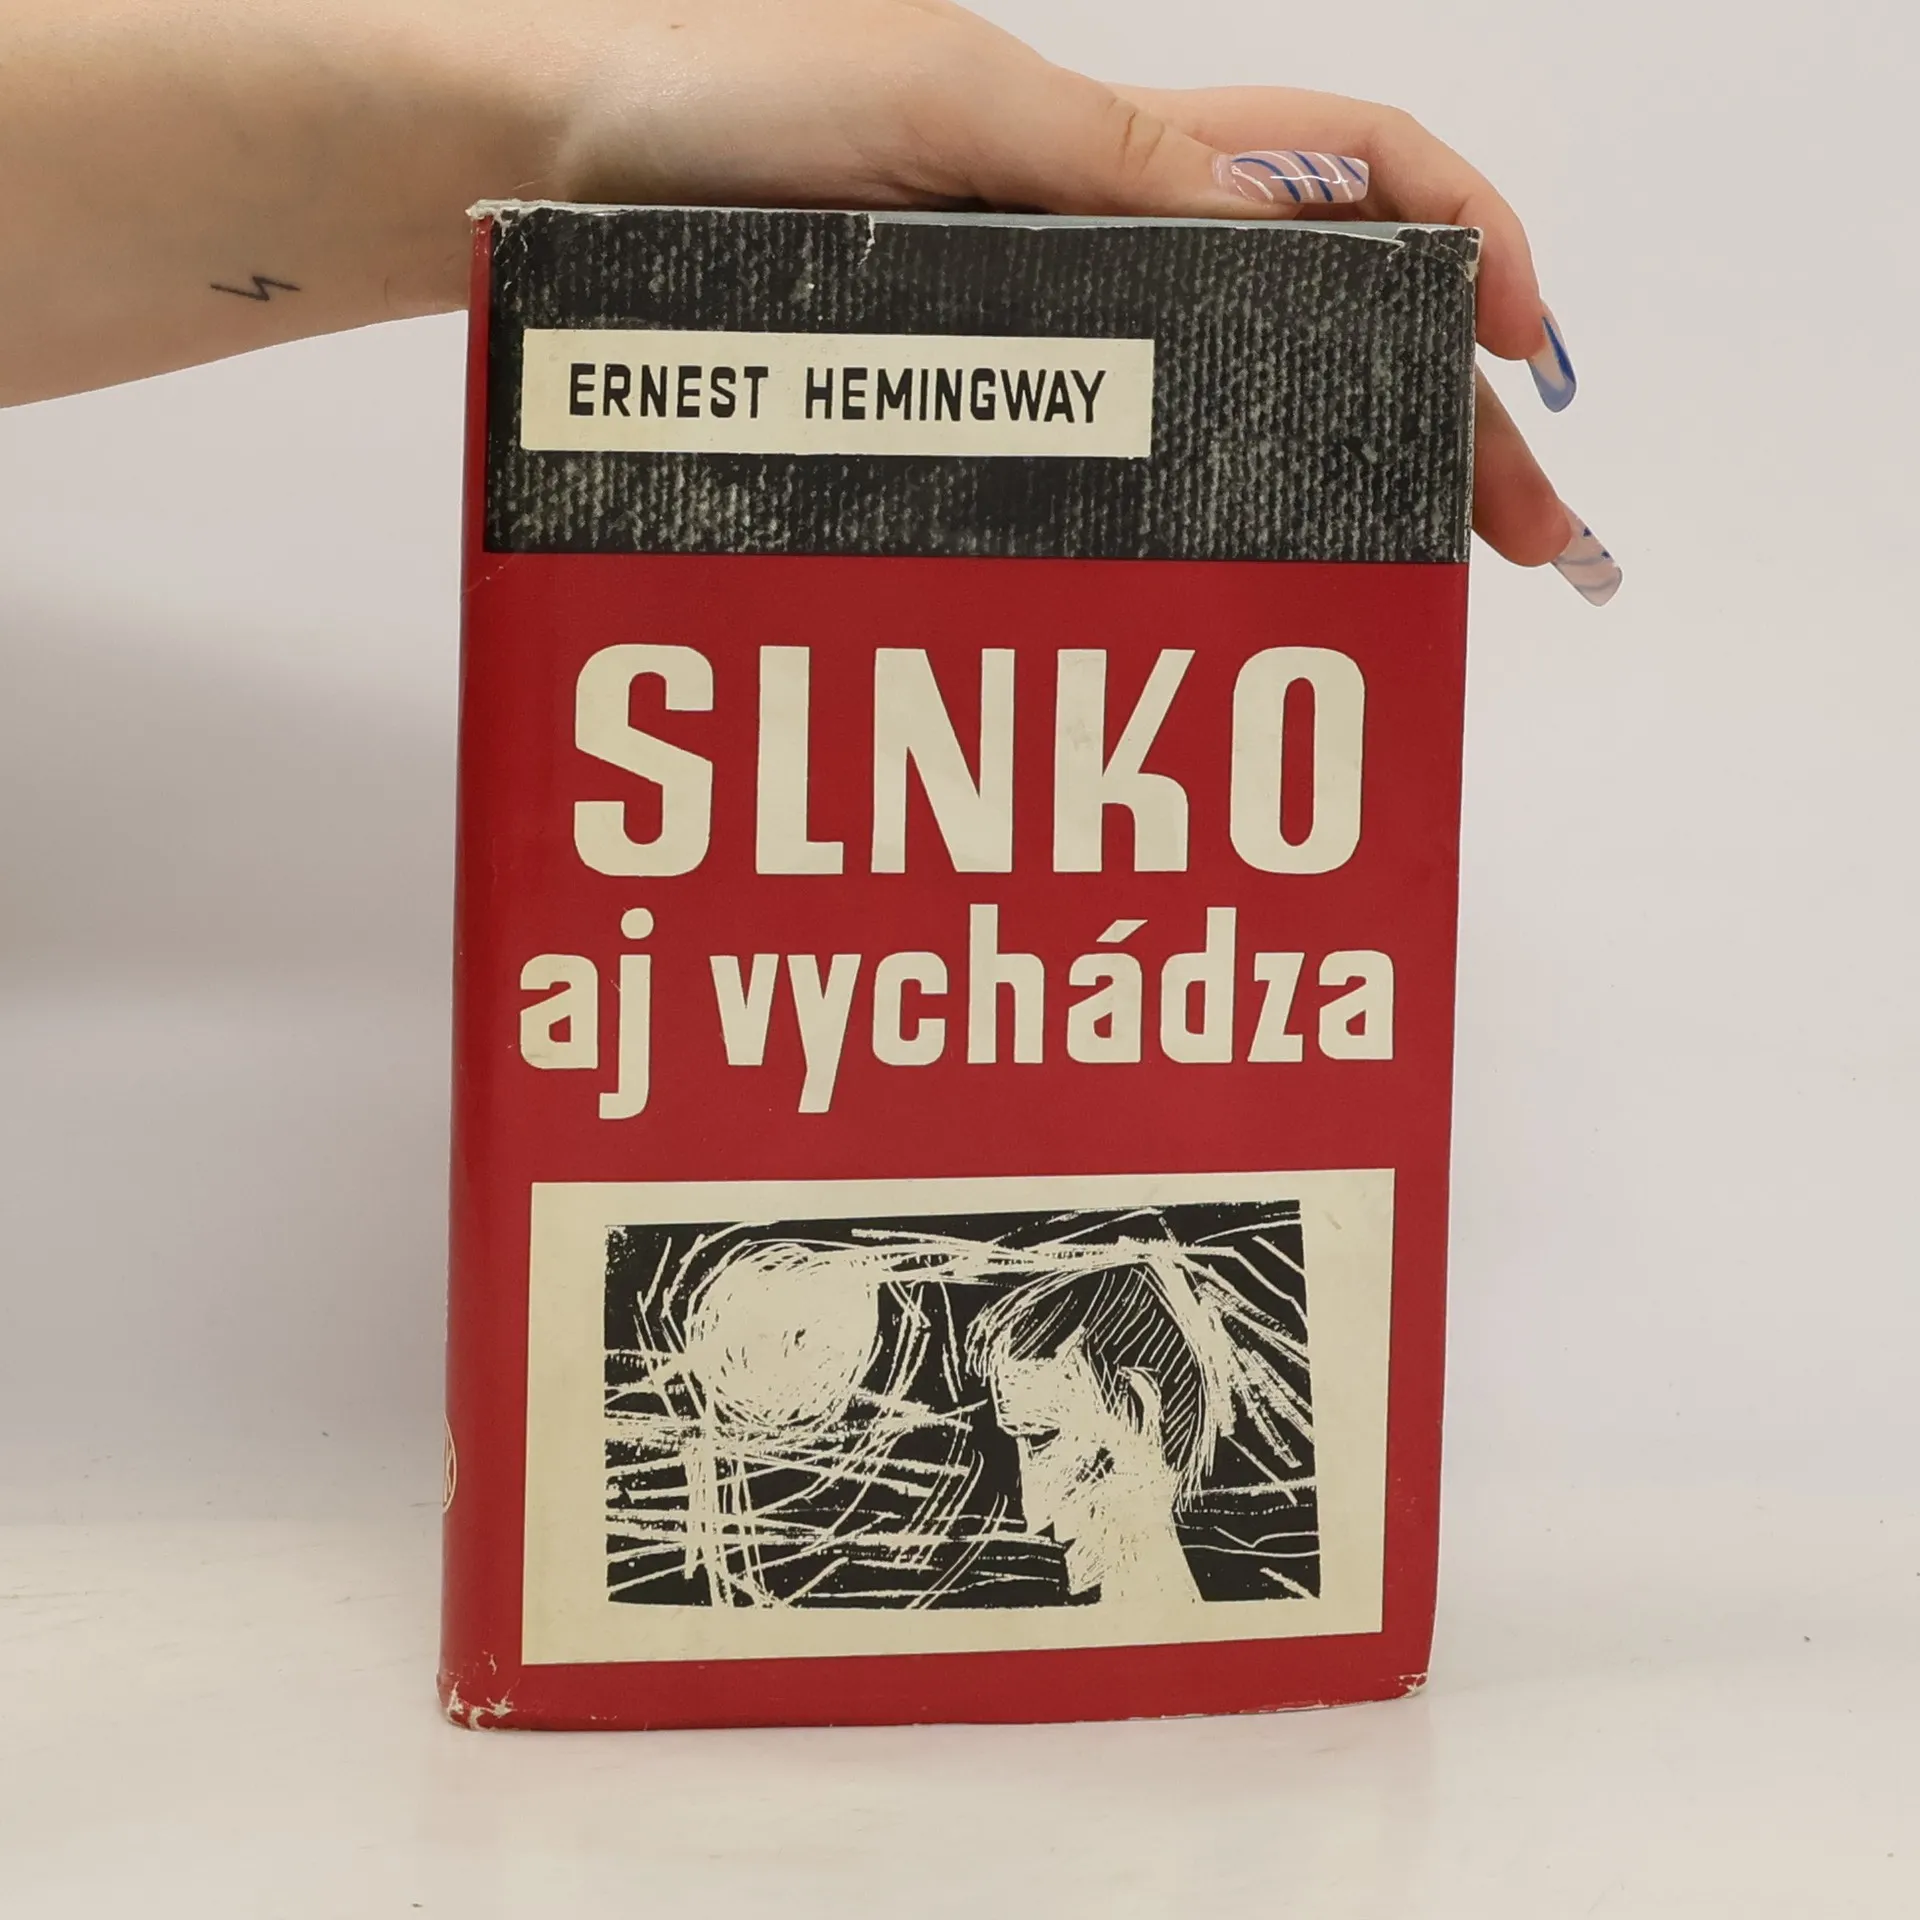 ERNEST HEMINGWAY
SLNKO
aj vychádza